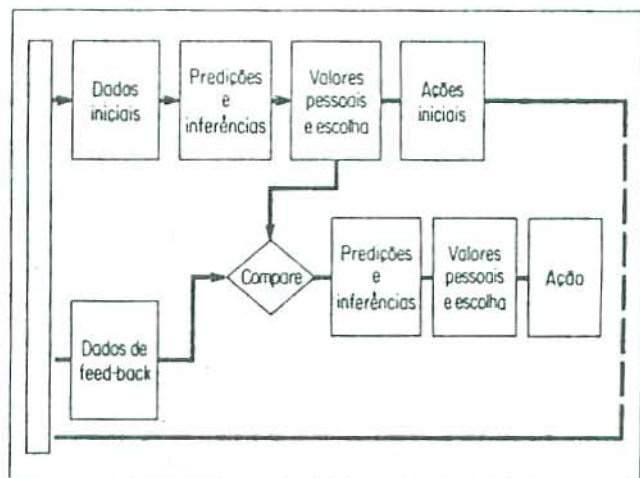 Dados
iniciais
Predições
e
inferências
Valores
pessoais
e escolha
Ações
iniciais
Compare
Predições
e
inferências
Valores
pessoais
e escolha
Ação
Dados de
feed-back